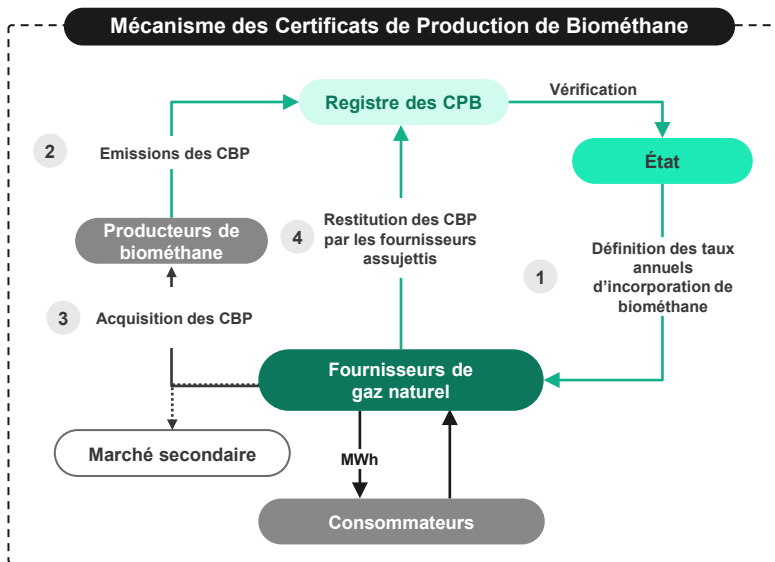 Mécanisme des Certificats de Production de Biométhane
Registre des CPB
Vérification
État
2
Emissions des CBP
Producteurs de
biométhane
4
Restitution des CBP
par les fournisseurs
assujettis
1
Définition des taux
annuels
d'incorporation de
biométhane
3
Acquisition des CBP
Fournisseurs de
gaz naturel
Marché secondaire
MWh
Consommateurs